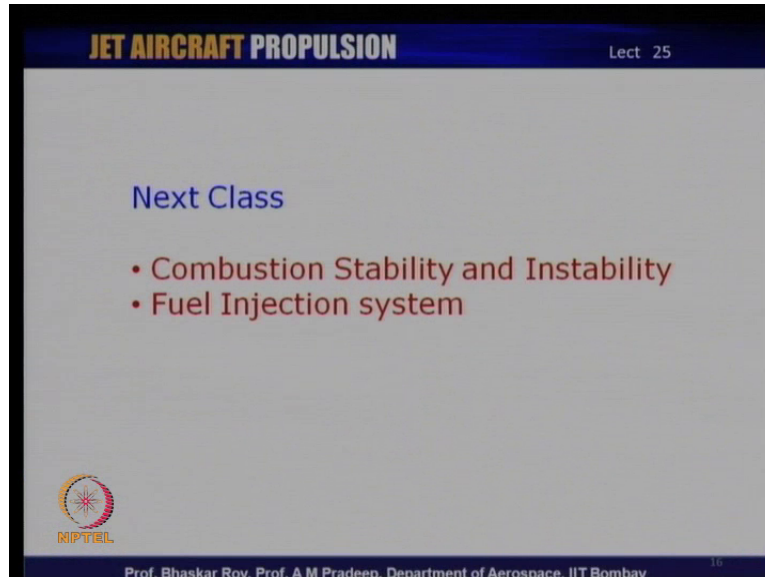 JET AIRCRAFT PROPULSION
Lect 25
Next Class
• Combustion Stability and Instability
• Fuel Injection system
NPTEL
Prof. Bhaskar Roy, Prof. A M Pradeep, Department of Aerospace, IIT Bombay
16